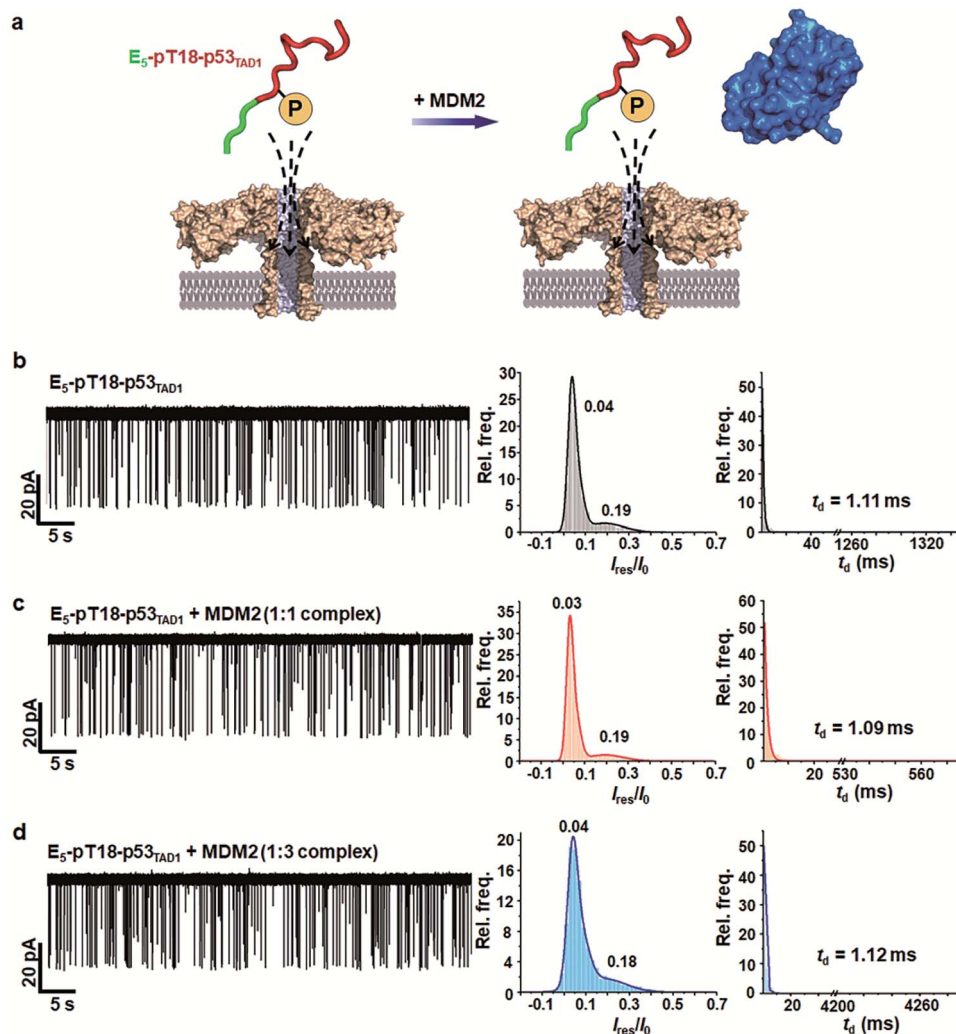 a
E5-pT18-p53TAD1
P
+ MDM2
P
b
E5-pT18-p53TAD1
20 pA
5 s
Rel. freq.
30
25
20
15
10
5
0
0.04
0.19
-0.1 0.1 0.3 0.5 0.7
Ires/I0
Rel. freq.
50
40
30
20
10
0
td = 1.11 ms
40 1260 1320
td (ms)
c
E5-pT18-p53TAD1 + MDM2 (1:1 complex)
20 pA
5 s
Rel. freq.
35
30
25
20
15
10
5
0
0.03
0.19
-0.1 0.1 0.3 0.5 0.7
Ires/I0
Rel. freq.
60
50
40
30
20
10
0
td = 1.09 ms
20 530 560
td (ms)
d
E5-pT18-p53TAD1 + MDM2 (1:3 complex)
20 pA
5 s
Rel. freq.
20
16
12
8
4
0
0.04
0.18
-0.1 0.1 0.3 0.5 0.7
Ires/I0
Rel. freq.
50
40
30
20
10
0
td = 1.12 ms
20 4200 4260
td (ms)